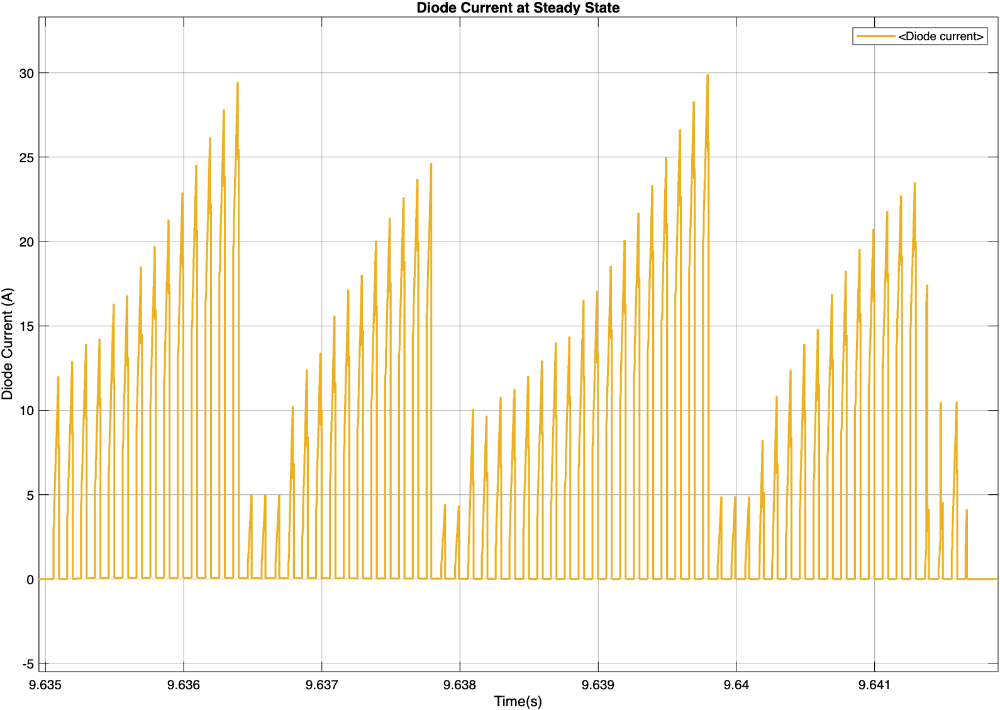 Diode Current at Steady State
<Diode current>
Diode Current (A)
30
25
20
15
10
5
0
-5
9.635 9.636 9.637 9.638 9.639 9.64 9.641
Time(s)